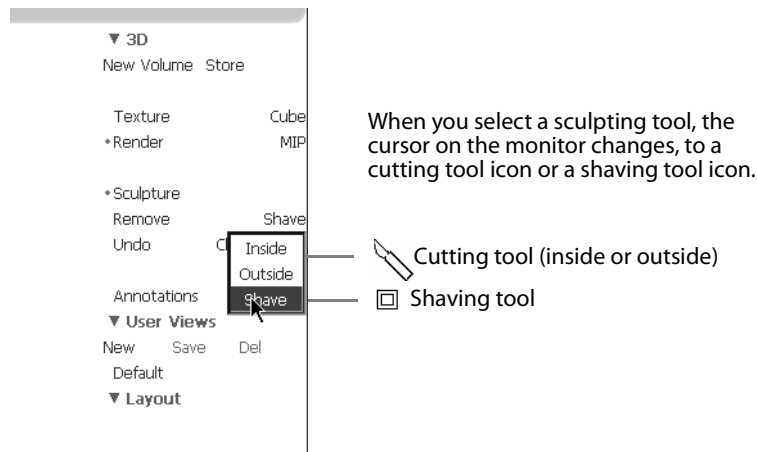 ▼ 3D
New Volume Store
Texture Cube
•Render MIP
•Sculpture
Remove Shave
Undo
Inside
Outside
Shave
Annotations
▼ User Views
New Save Del
Default
▼ Layout
When you select a sculpting tool, the
cursor on the monitor changes, to a
cutting tool icon or a shaving tool icon.
Cutting tool (inside or outside)
Shaving tool